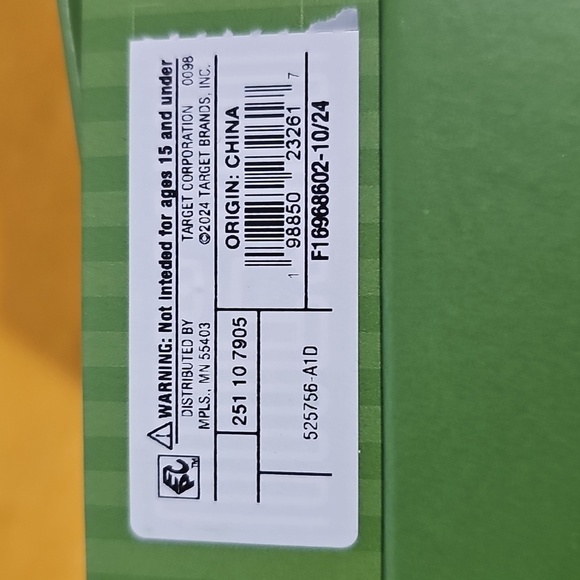 WARNING: Not Inteded for ages 15 and under
DISTRIBUTED BY TARGET CORPORATION 0098
MPLS., MN 55403 ©2024 TARGET BRANDS, INC.
251 10 7905
ORIGIN: CHINA
1 98850 23261 7
525756-A1D
F16968602-10/24